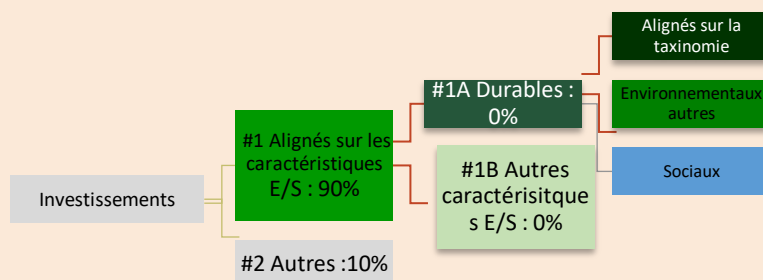 Investissements
#1 Alignés sur les
caractéristiques
E/S : 90%
#2 Autres :10%
#1A Durables :
0%
#1B Autres
caractérisitque
s E/S : 0%
Alignés sur la
taxinomie
Environnementaux
autres
Sociaux